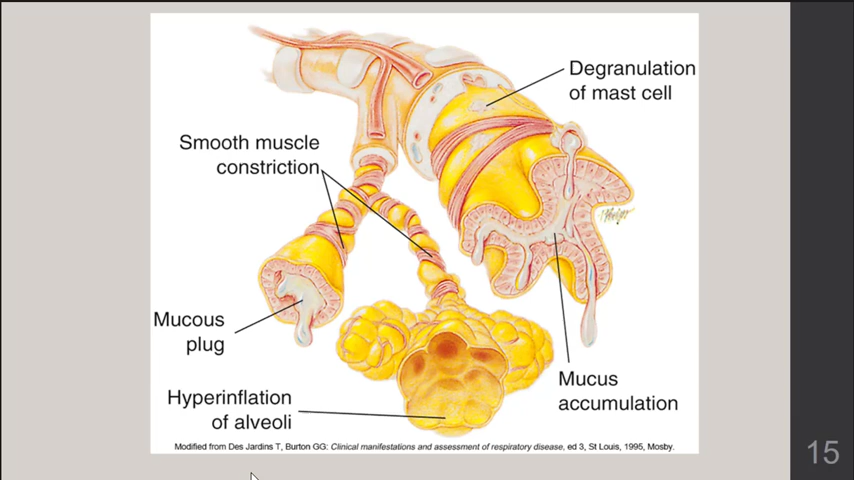 Degranulation
of mast cell
Smooth muscle
constriction
Mucous
plug
Mucus
accumulation
Hyperinflation
of alveoli
Modified from Des Jardins T, Burton GG: Clinical manifestations and assessment of respiratory disease, ed 3, St Louis, 1995, Mosby.
15